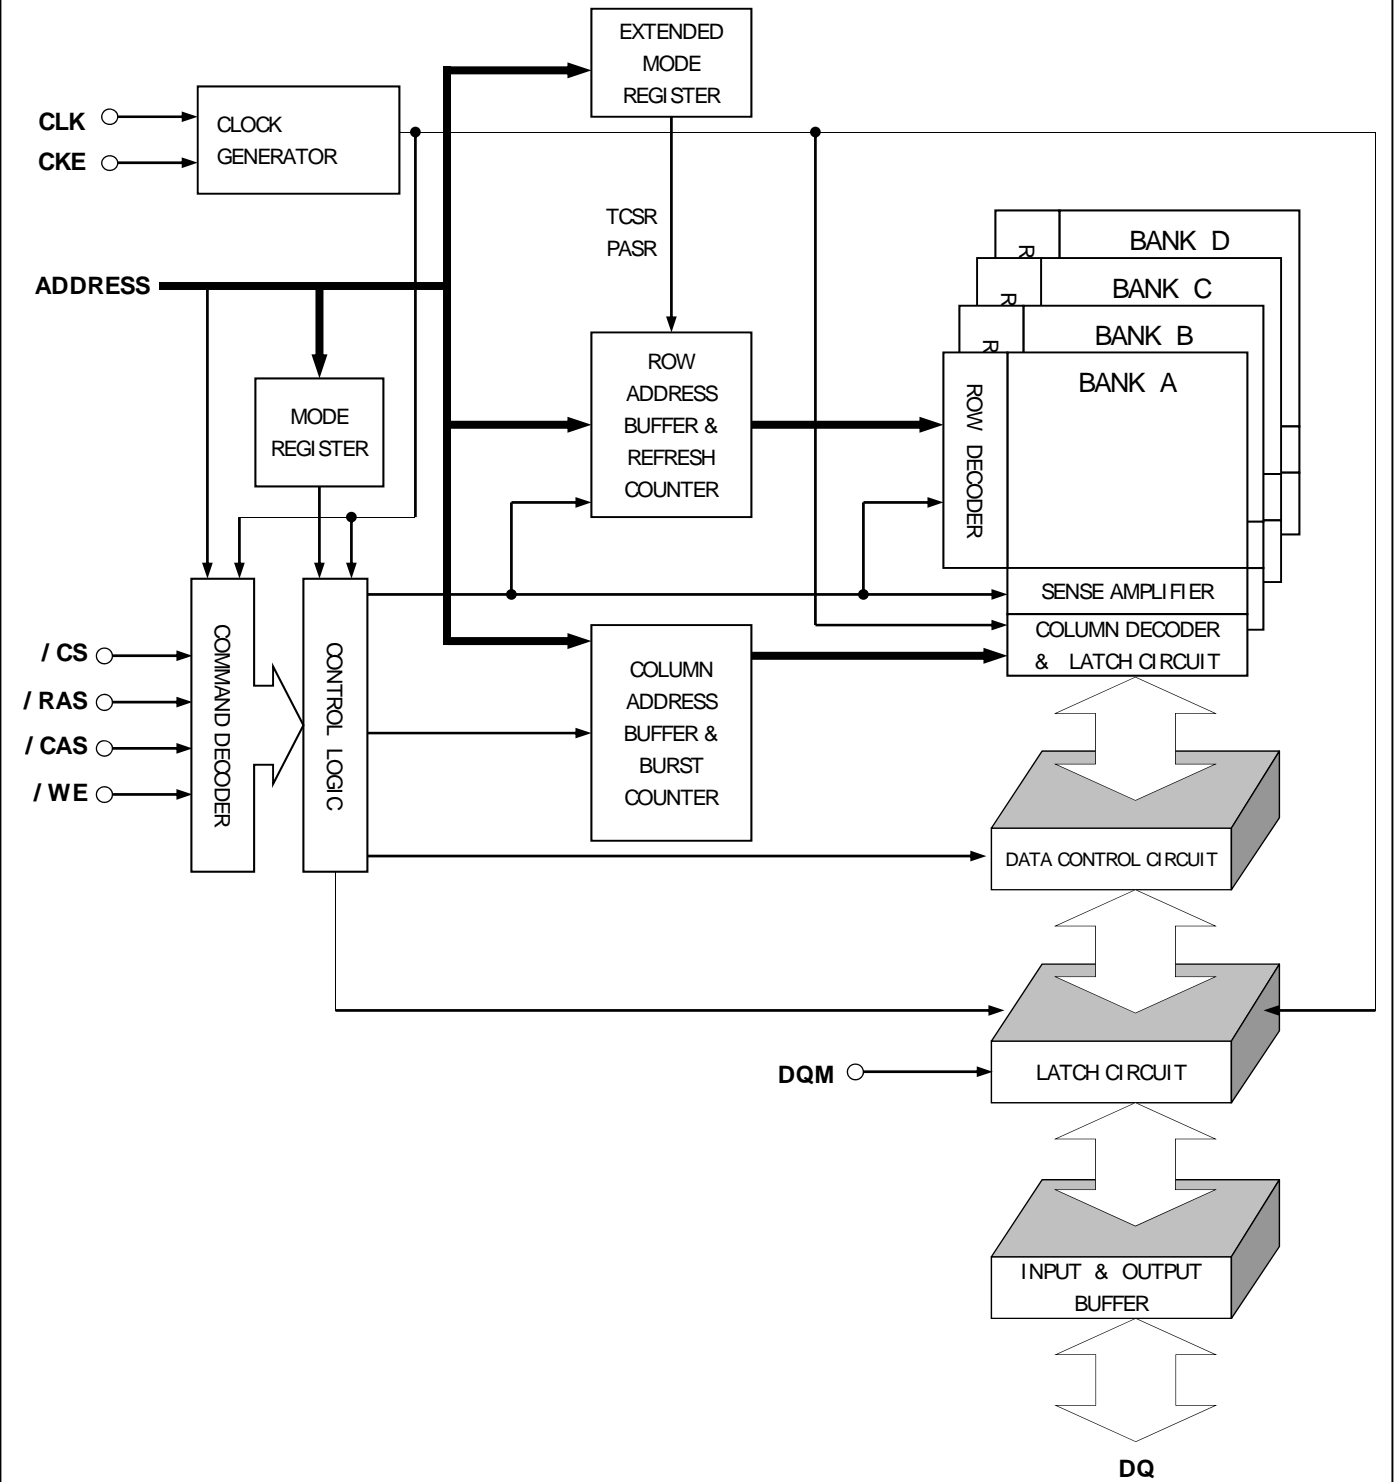 EXTENDED
MODE
REGISTER
CLK
CKE
CLOCK
GENERATOR
TCSR
PASR
ADDRESS
R
BANK D
R
BANK C
R
BANK B
BANK A
ROW DECODER
ROW
ADDRESS
BUFFER &
REFRESH
COUNTER
MODE
REGISTER
SENSE AMPLIFIER
COLUMN DECODER
& LATCH CIRCUIT
/ CS
/ RAS
/ CAS
/ WE
COMMAND DECODER
CONTROL LOGIC
COLUMN
ADDRESS
BUFFER &
BURST
COUNTER
DATA CONTROL CIRCUIT
DQM
LATCH CIRCUIT
INPUT & OUTPUT
BUFFER
DQ